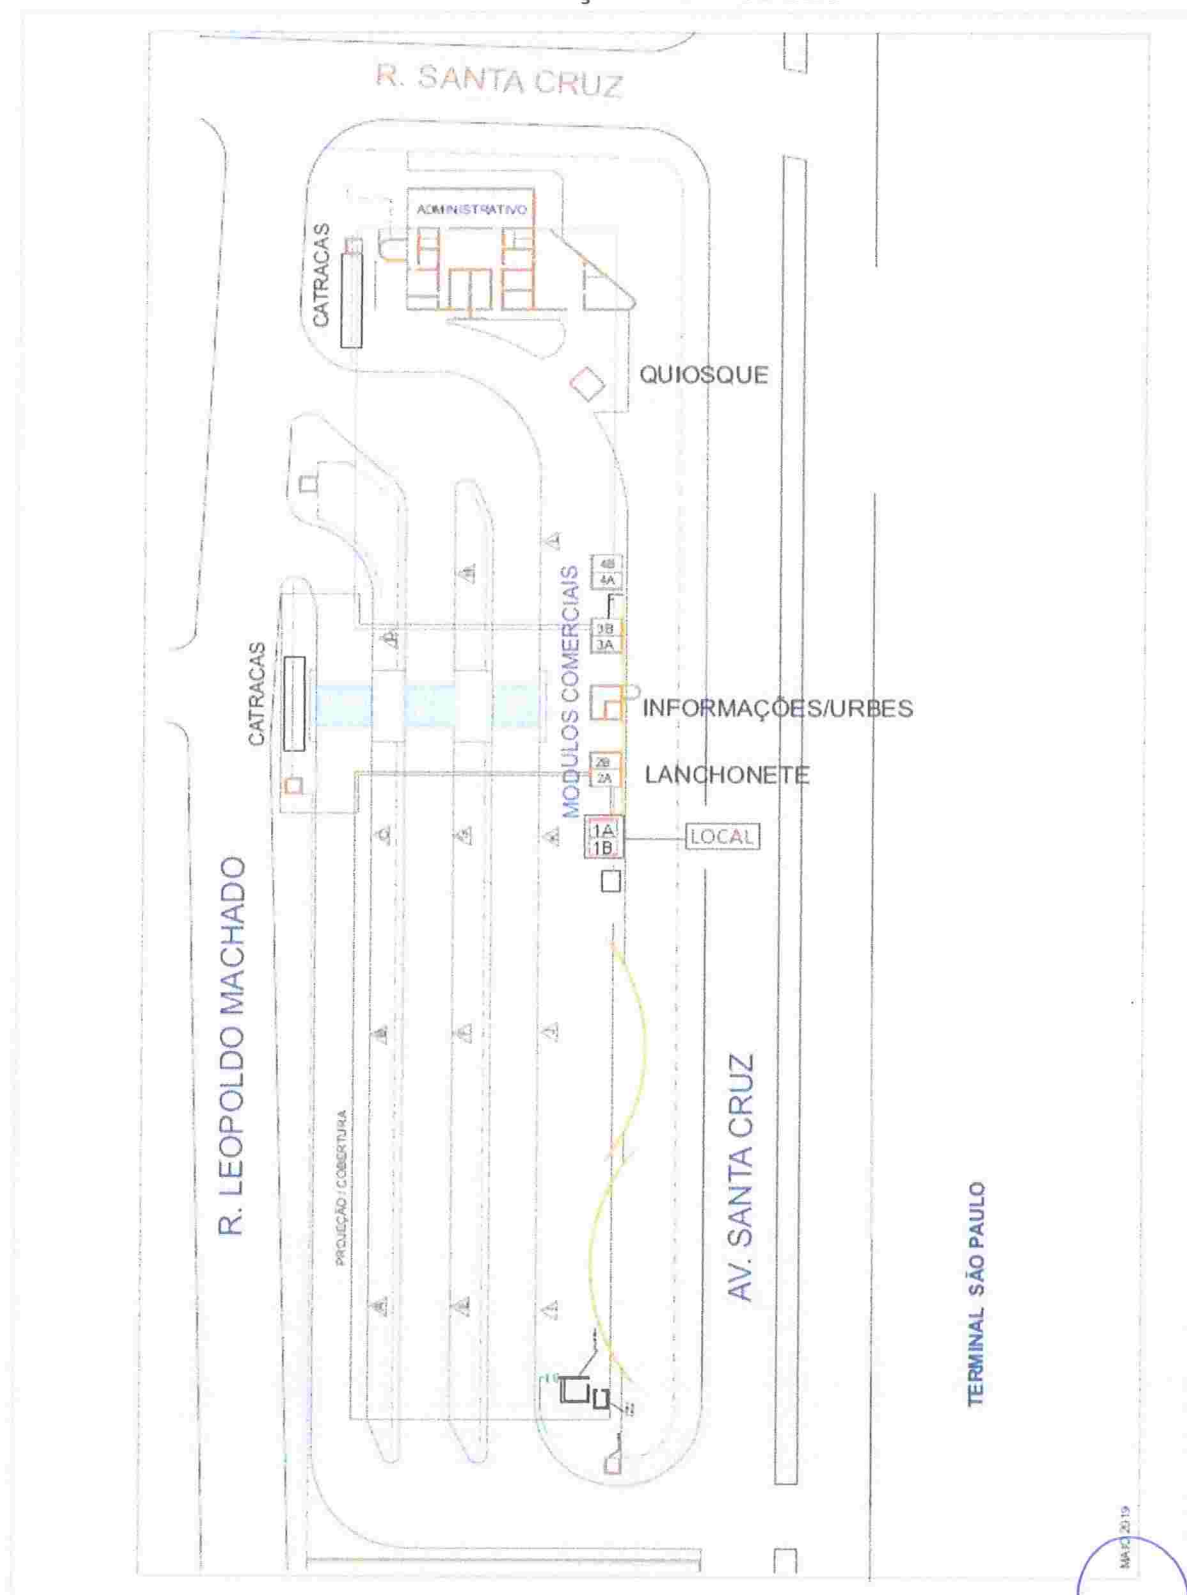 R. SANTA CRUZ
ADMINISTRATIVO
CATRACAS
QUIOSQUE
4B
4A
MODULOS COMERCIAIS
3B
3A
CATRACAS
INFORMAÇÕES/URBES
2B
2A
LANCHONETE
1A
1B
LOCAL
R. LEOPOLDO MACHADO
PROJEÇÃO / COBERTURA
AV. SANTA CRUZ
TERMINAL SÃO PAULO
MAIO 2019